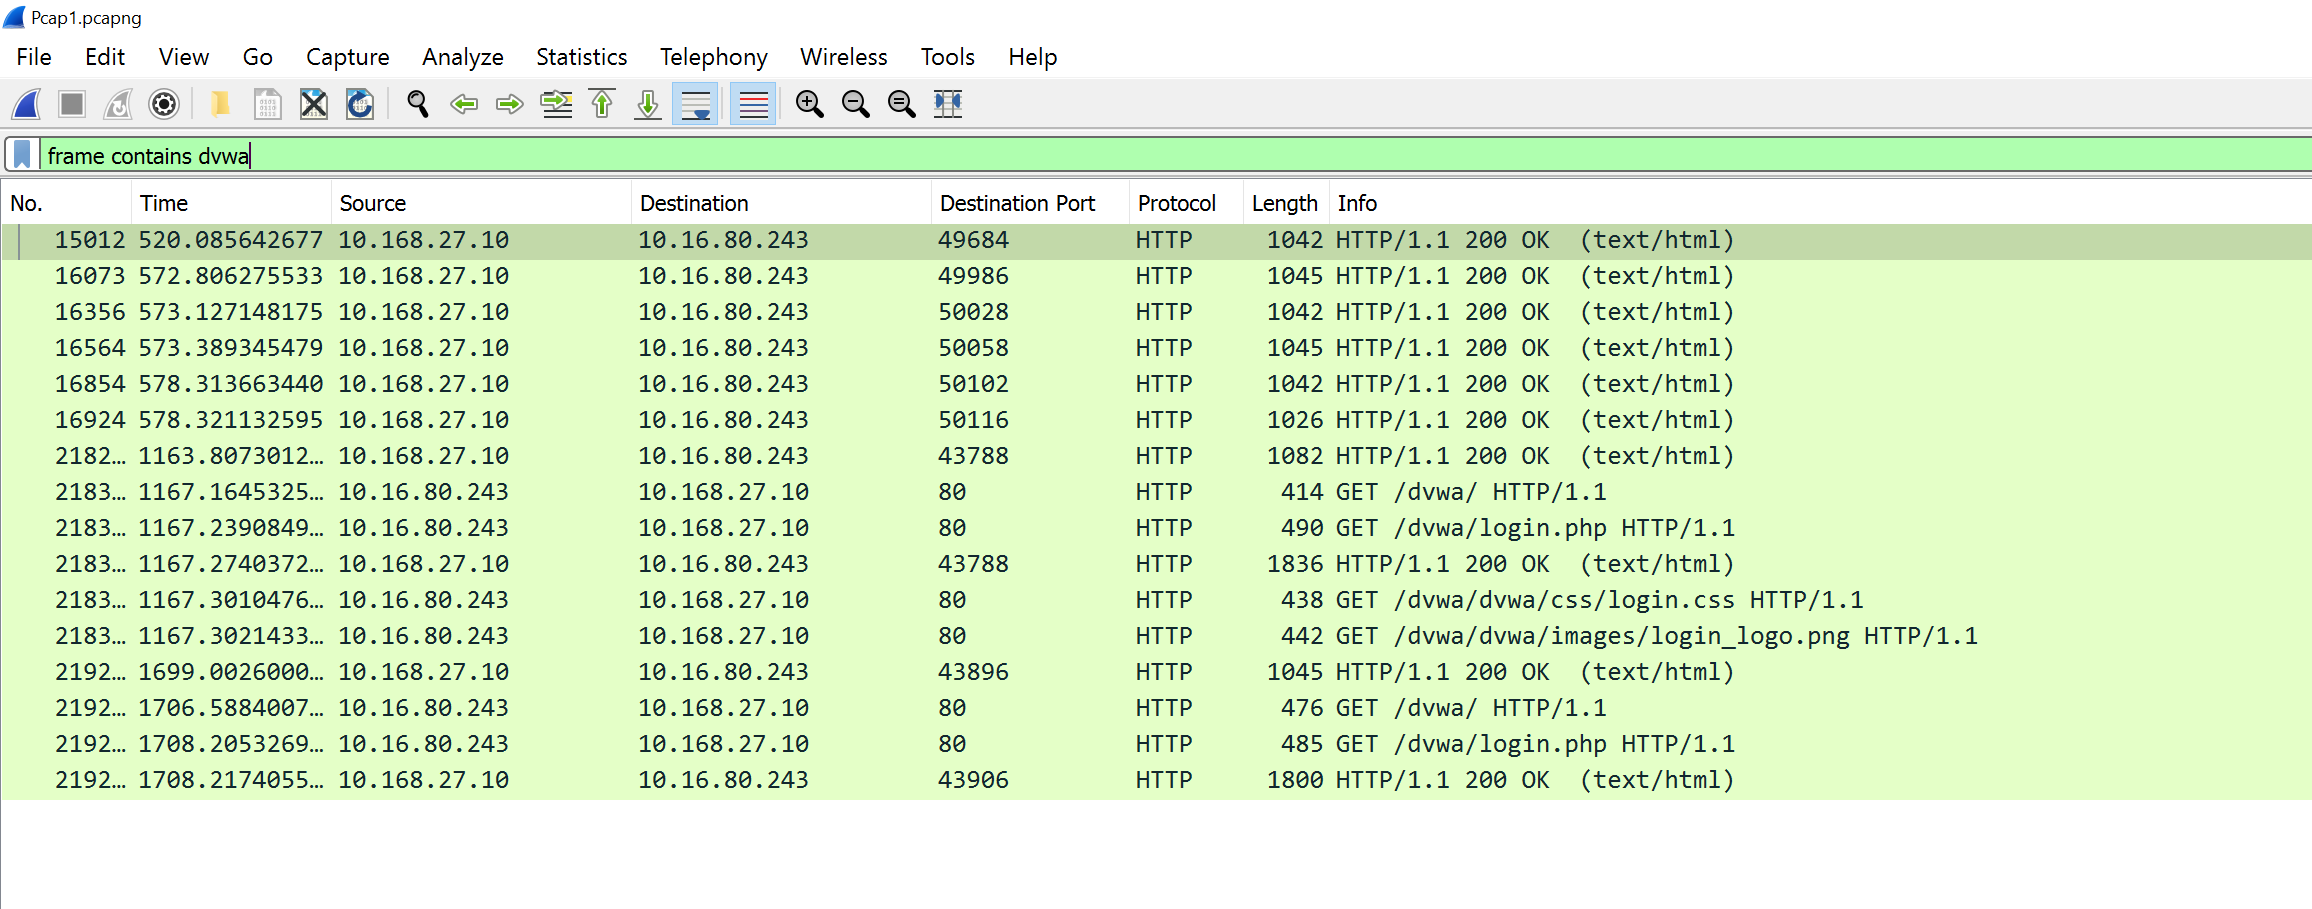 Pcap1.pcapng
File Edit View Go Capture Analyze Statistics Telephony Wireless Tools Help
frame contains dvwa
No. Time Source Destination Destination Port Protocol Length Info
15012 520.085642677 10.168.27.10 10.16.80.243 49684 HTTP 1042 HTTP/1.1 200 OK (text/html)
16073 572.806275533 10.168.27.10 10.16.80.243 49986 HTTP 1045 HTTP/1.1 200 OK (text/html)
16356 573.127148175 10.168.27.10 10.16.80.243 50028 HTTP 1042 HTTP/1.1 200 OK (text/html)
16564 573.389345479 10.168.27.10 10.16.80.243 50058 HTTP 1045 HTTP/1.1 200 OK (text/html)
16854 578.313663440 10.168.27.10 10.16.80.243 50102 HTTP 1042 HTTP/1.1 200 OK (text/html)
16924 578.321132595 10.168.27.10 10.16.80.243 50116 HTTP 1026 HTTP/1.1 200 OK (text/html)
2182… 1163.8073012… 10.168.27.10 10.16.80.243 43788 HTTP 1082 HTTP/1.1 200 OK (text/html)
2183… 1167.1645325… 10.16.80.243 10.168.27.10 80 HTTP 414 GET /dvwa/ HTTP/1.1
2183… 1167.2390849… 10.16.80.243 10.168.27.10 80 HTTP 490 GET /dvwa/login.php HTTP/1.1
2183… 1167.2740372… 10.168.27.10 10.16.80.243 43788 HTTP 1836 HTTP/1.1 200 OK (text/html)
2183… 1167.3010476… 10.16.80.243 10.168.27.10 80 HTTP 438 GET /dvwa/dvwa/css/login.css HTTP/1.1
2183… 1167.3021433… 10.16.80.243 10.168.27.10 80 HTTP 442 GET /dvwa/dvwa/images/login_logo.png HTTP/1.1
2192… 1699.0026000… 10.168.27.10 10.16.80.243 43896 HTTP 1045 HTTP/1.1 200 OK (text/html)
2192… 1706.5884007… 10.16.80.243 10.168.27.10 80 HTTP 476 GET /dvwa/ HTTP/1.1
2192… 1708.2053269… 10.16.80.243 10.168.27.10 80 HTTP 485 GET /dvwa/login.php HTTP/1.1
2192… 1708.2174055… 10.168.27.10 10.16.80.243 43906 HTTP 1800 HTTP/1.1 200 OK (text/html)